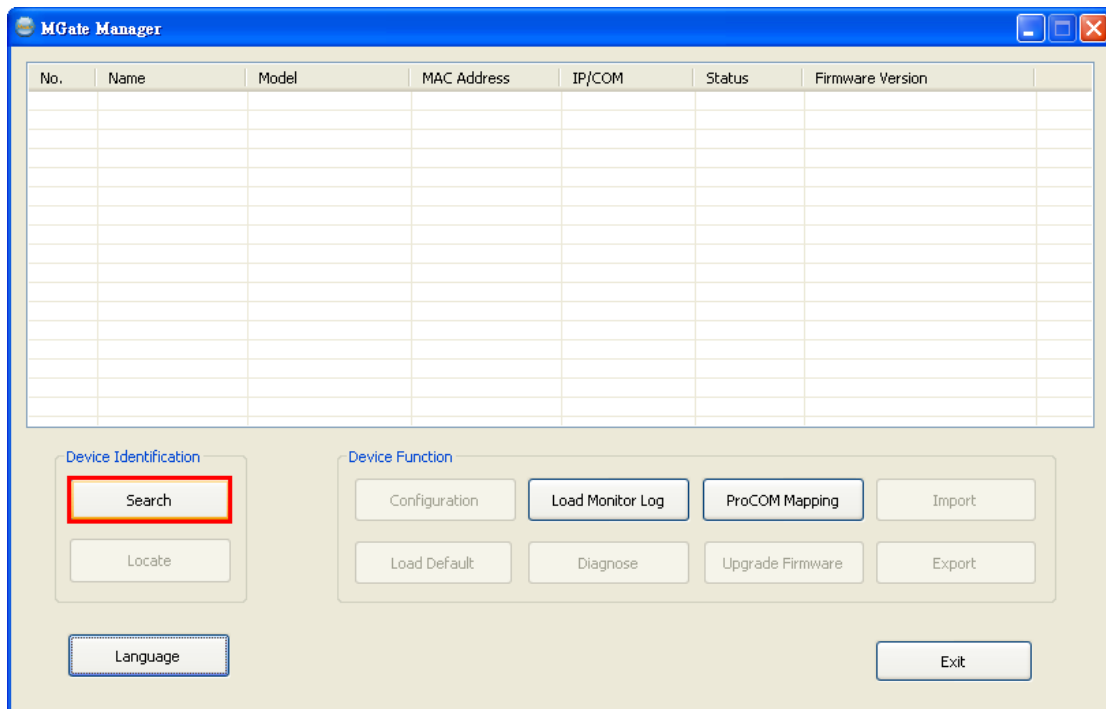 MGate Manager
No. Name Model MAC Address IP/COM Status Firmware Version
Device Identification Device Function
Search Configuration Load Monitor Log ProCOM Mapping Import
Locate Load Default Diagnose Upgrade Firmware Export
Language Exit